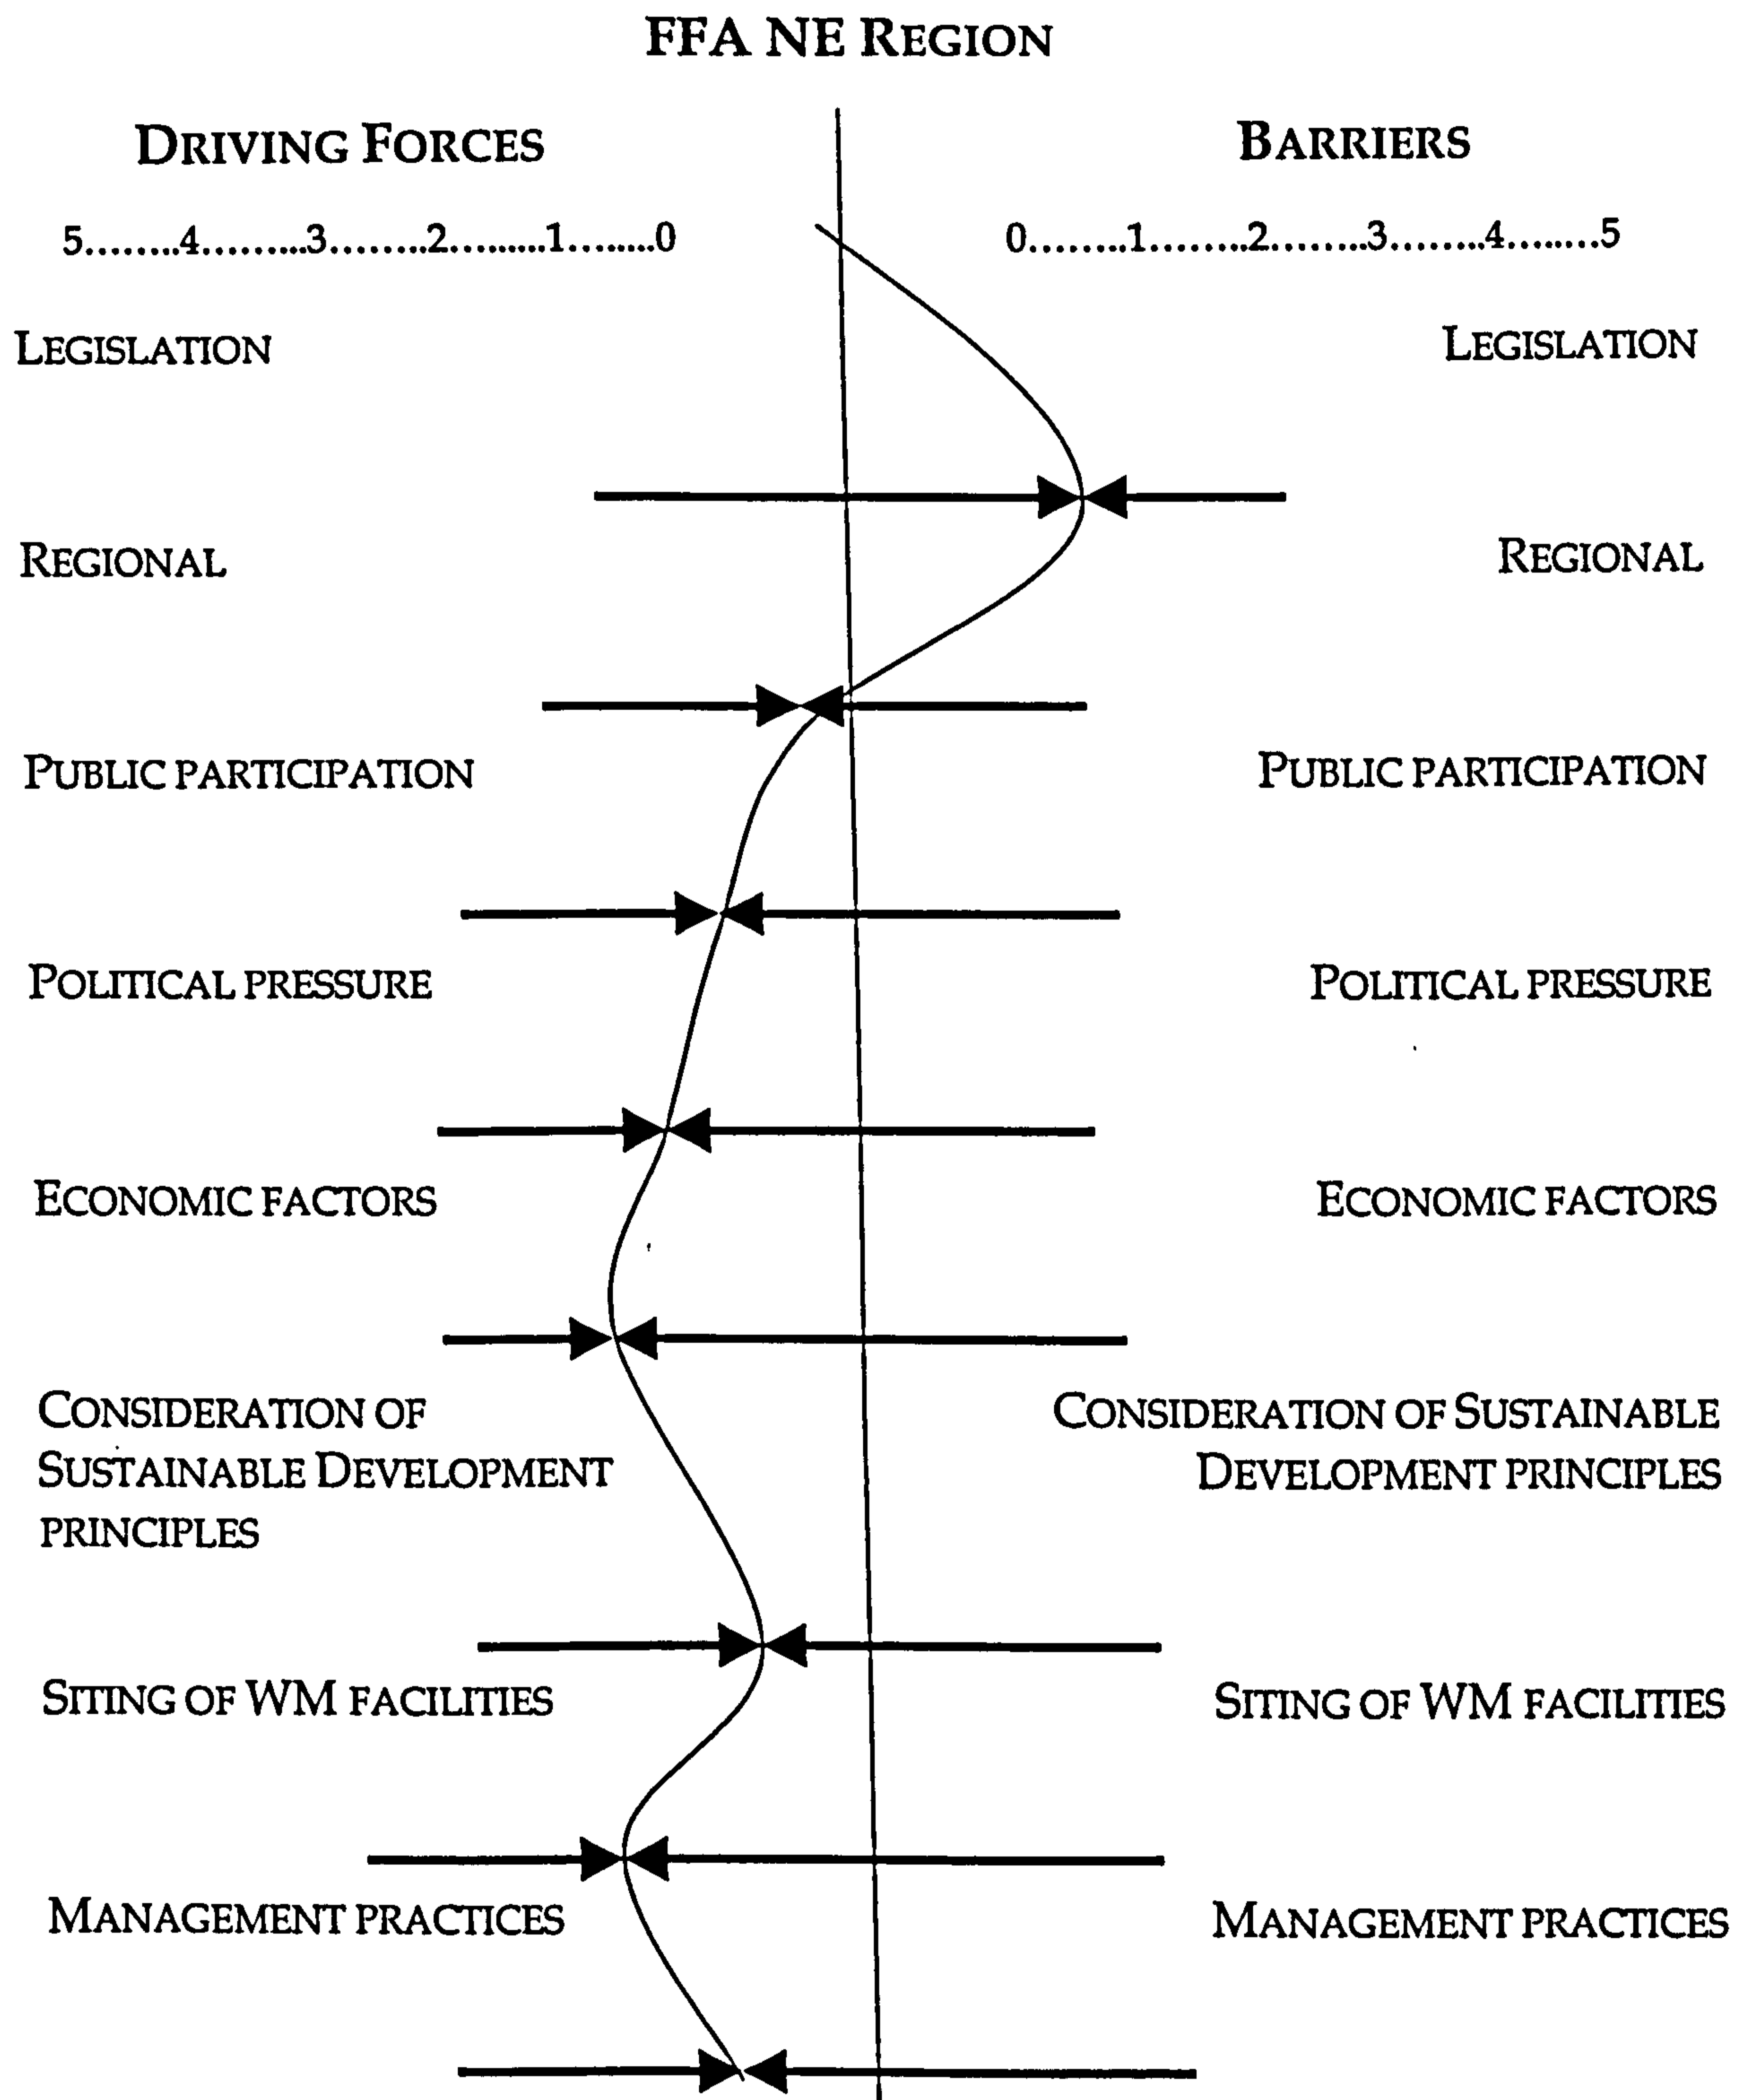 FFA NE REGION
DRIVING FORCES
BARRIERS
5........4.........3........2.........1........0
0........1........2........3........4........5
LEGISLATION
LEGISLATION
REGIONAL
REGIONAL
PUBLIC PARTICIPATION
PUBLIC PARTICIPATION
POLITICAL PRESSURE
POLITICAL PRESSURE
ECONOMIC FACTORS
ECONOMIC FACTORS
CONSIDERATION OF
SUSTAINABLE DEVELOPMENT
PRINCIPLES
CONSIDERATION OF SUSTAINABLE
DEVELOPMENT PRINCIPLES
SITING OF WM FACILITIES
SITING OF WM FACILITIES
MANAGEMENT PRACTICES
MANAGEMENT PRACTICES